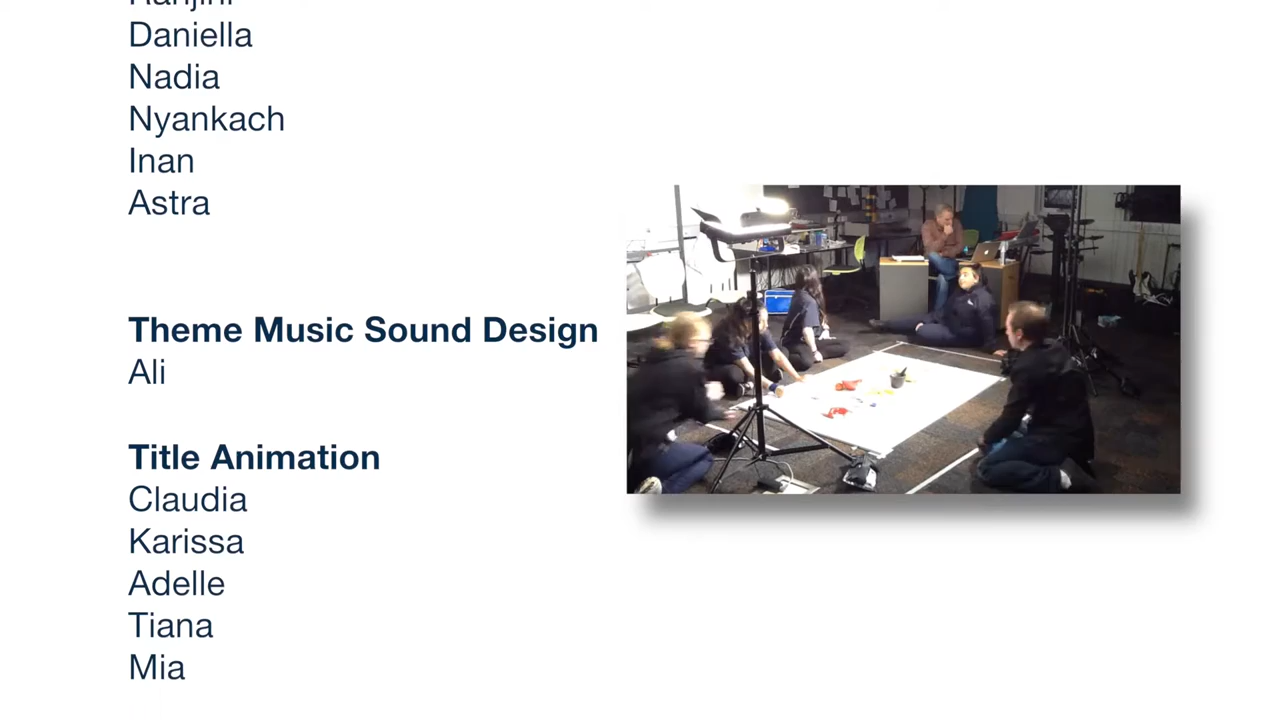 Daniella
Nadia
Nyankach
Inan
Astra
Theme Music Sound Design
Ali
Title Animation
Claudia
Karissa
Adelle
Tiana
Mia